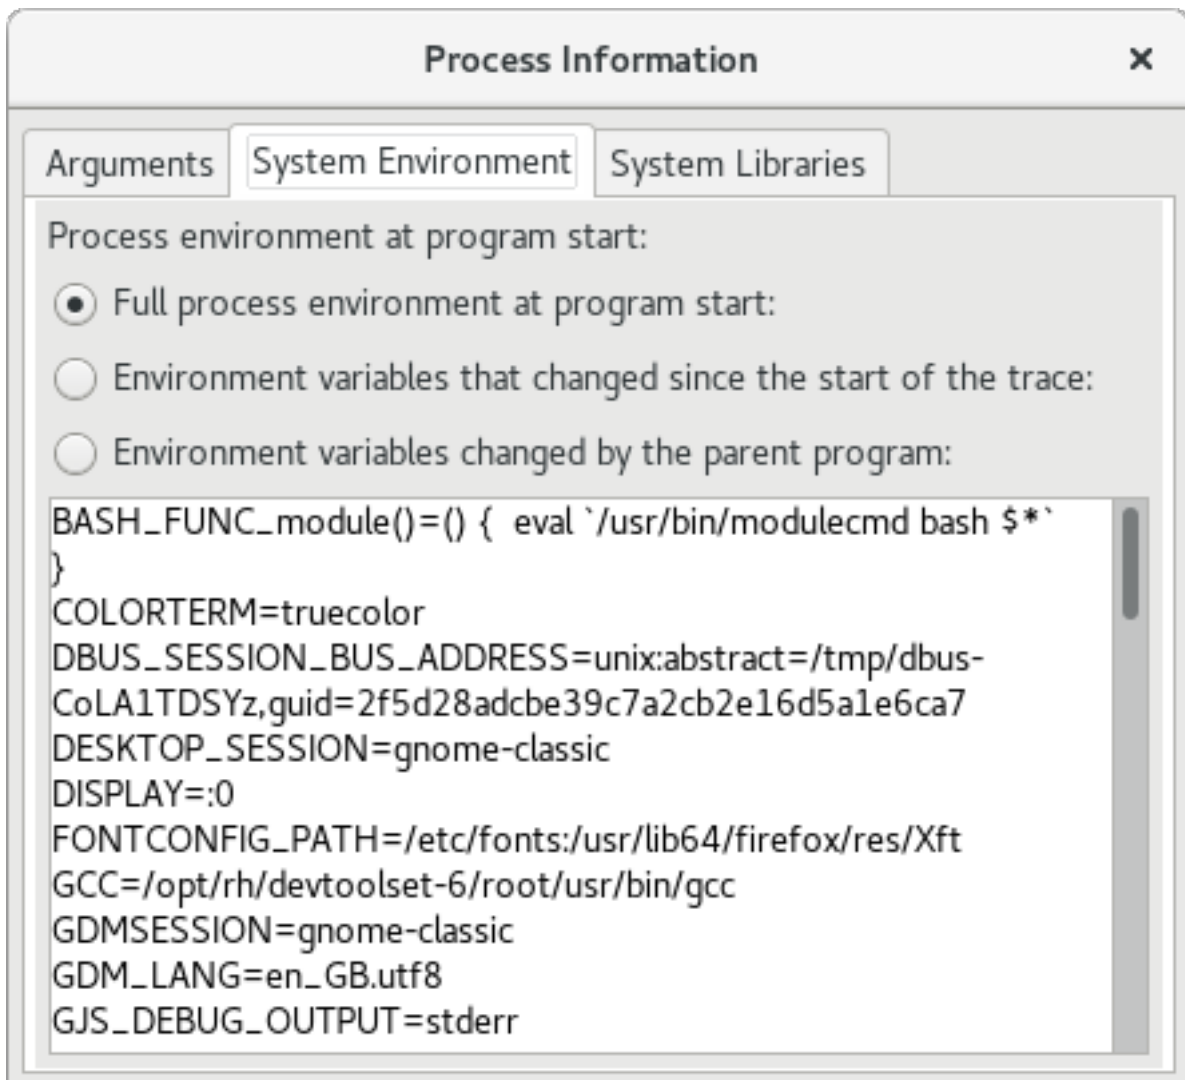 Process Information
Arguments System Environment System Libraries
Process environment at program start:
Full process environment at program start:
Environment variables that changed since the start of the trace:
Environment variables changed by the parent program:
BASH_FUNC_module()=() {  eval `/usr/bin/modulecmd bash $*`
}
COLORTERM=truecolor
DBUS_SESSION_BUS_ADDRESS=unix:abstract=/tmp/dbus-
CoLA1TDSYz,guid=2f5d28adcbe39c7a2cb2e16d5a1e6ca7
DESKTOP_SESSION=gnome-classic
DISPLAY=:0
FONTCONFIG_PATH=/etc/fonts:/usr/lib64/firefox/res/Xft
GCC=/opt/rh/devtoolset-6/root/usr/bin/gcc
GDMSESSION=gnome-classic
GDM_LANG=en_GB.utf8
GJS_DEBUG_OUTPUT=stderr